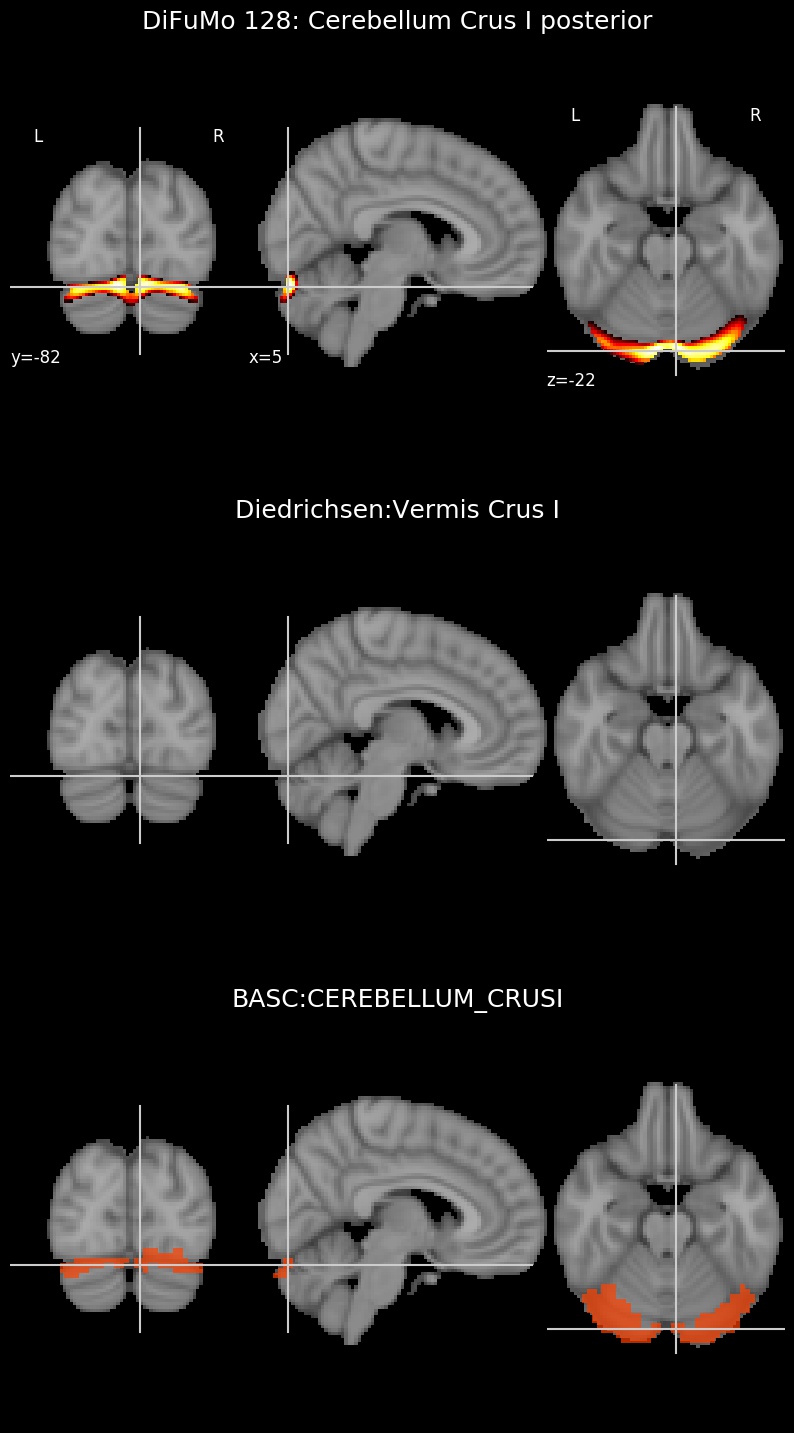 DiFuMo 128: Cerebellum Crus I posterior
L R L R
y=-82 x=5 z=-22
Diedrichsen:Vermis Crus I
BASC:CEREBELLUM_CRUSI